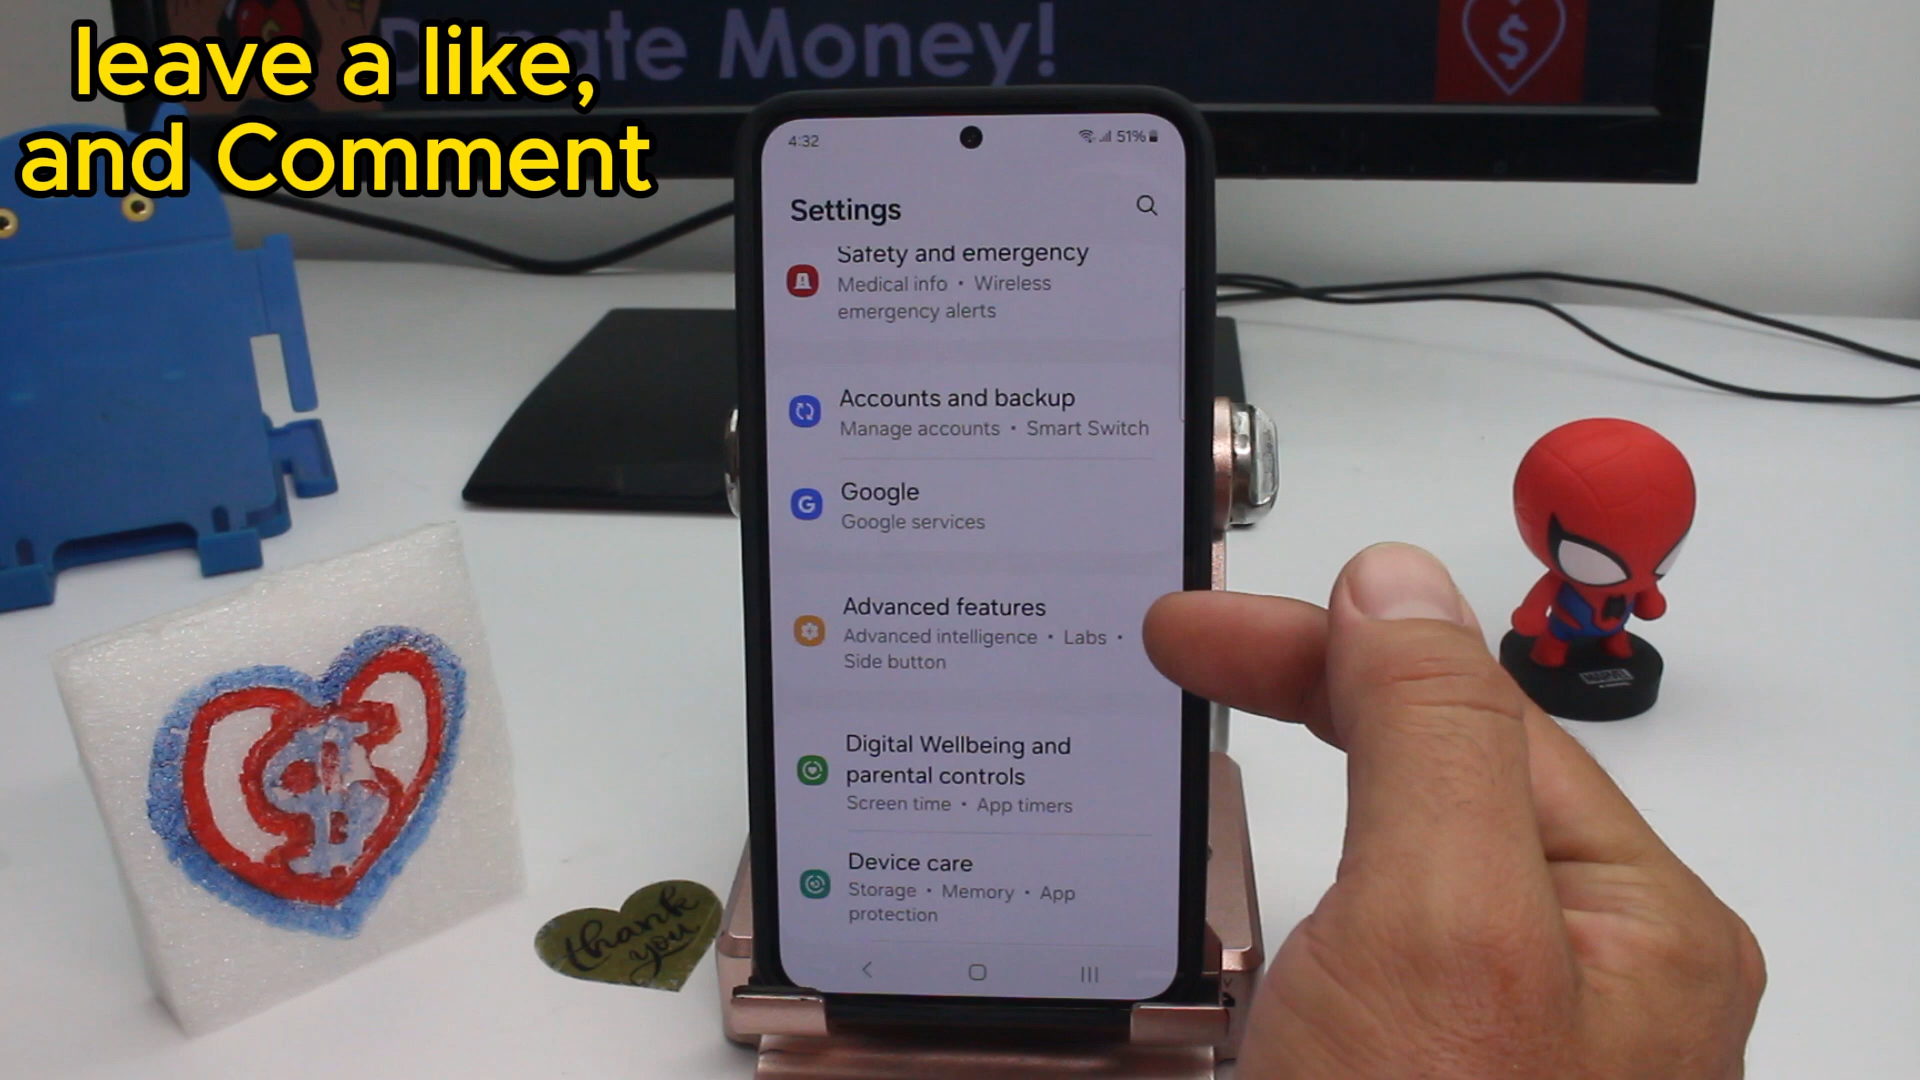 leave a like,
and Comment
Donate Money!
$
4:32
51%
Settings
Safety and emergency
Medical info • Wireless
emergency alerts
Accounts and backup
Manage accounts • Smart Switch
G
Google
Google services
Advanced features
Advanced intelligence • Labs •
Side button
Digital Wellbeing and
parental controls
Screen time • App timers
Device care
Storage • Memory • App
protection
$
thank
you
MARVEL